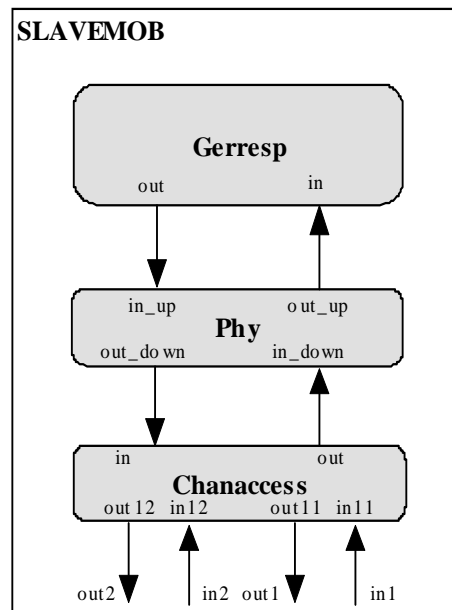 SLAVEMOB
Gerresp
out in
in_up out_up
Phy
out_down in_down
in out
Chanaccess
out12 in12 out11 in11
out2 in2 out1 in1